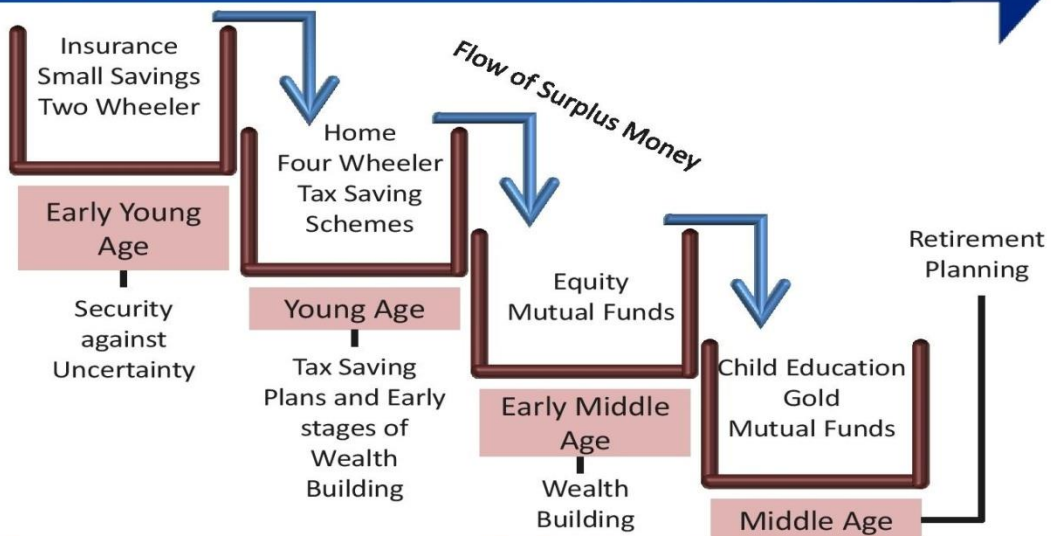 Insurance
Small Savings
Two Wheeler
Early Young
Age
Security
against
Uncertainty
Flow of Surplus Money
Home
Four Wheeler
Tax Saving
Schemes
Young Age
Tax Saving
Plans and Early
stages of
Wealth
Building
Equity
Mutual Funds
Early Middle
Age
Wealth
Building
Child Education
Gold
Mutual Funds
Middle Age
Retirement
Planning